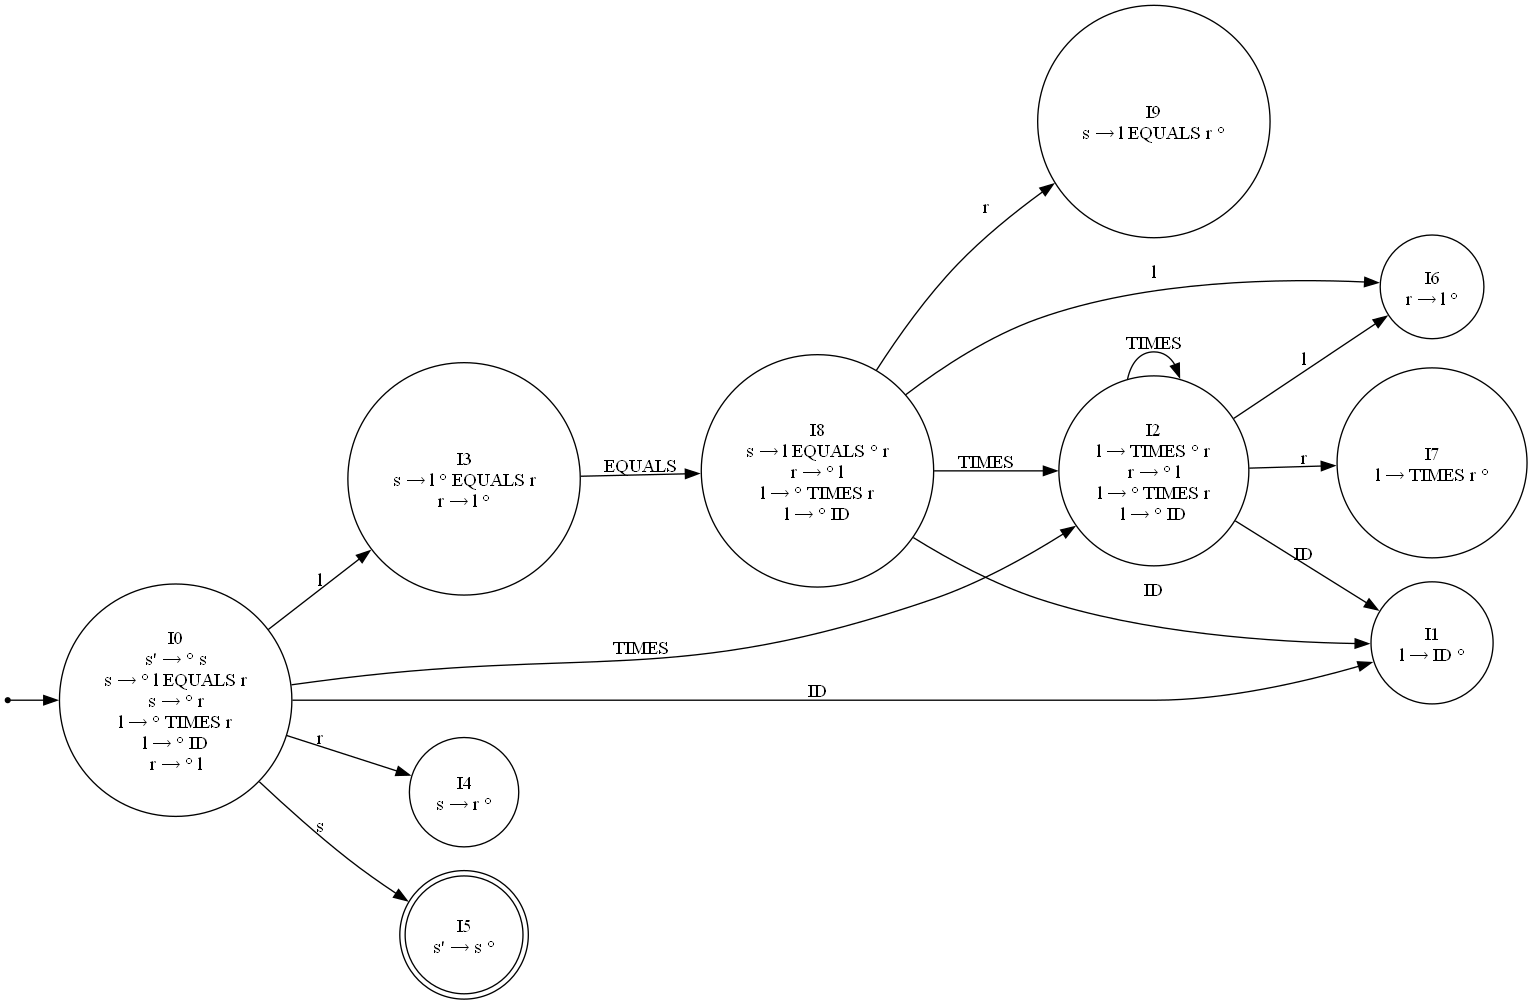 I9
s → l EQUALS r °
r
l
I6
r → l °
TIMES
l
I3
s → l ° EQUALS r
r → l °
EQUALS
I8
s → l EQUALS ° r
r → ° l
l → ° TIMES r
l → ° ID
TIMES
I2
l → TIMES ° r
r → ° l
l → ° TIMES r
l → ° ID
r
I7
l → TIMES r °
ID
ID
l
I0
s' → ° s
s → ° l EQUALS r
s → ° r
l → ° TIMES r
l → ° ID
r → ° l
TIMES
ID
I1
l → ID °
r
I4
s → r °
s
I5
s' → s °